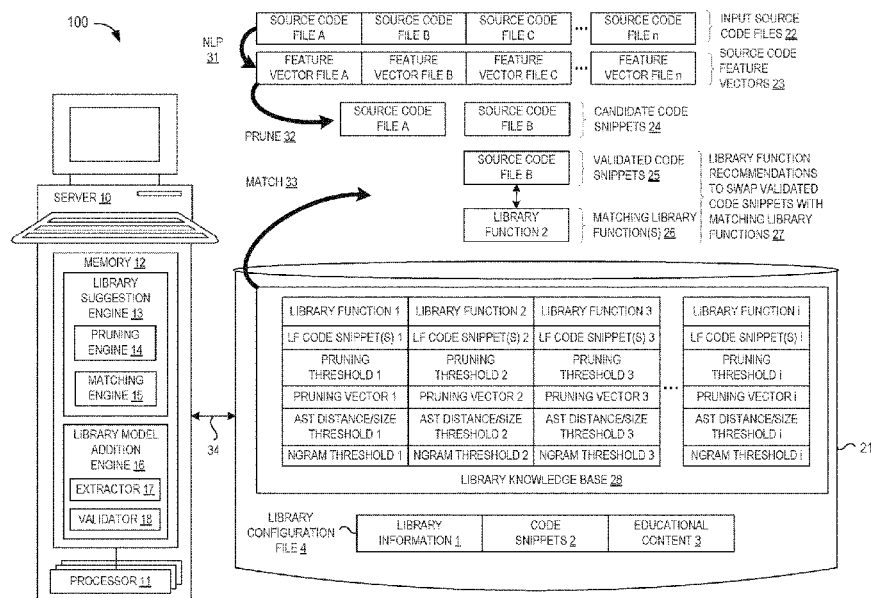 100
NLP
31
SOURCE CODE FILE A
SOURCE CODE FILE B
SOURCE CODE FILE C
...
SOURCE CODE FILE n
INPUT SOURCE CODE FILES 22
FEATURE VECTOR FILE A
FEATURE VECTOR FILE B
FEATURE VECTOR FILE C
...
FEATURE VECTOR FILE n
SOURCE CODE FEATURE VECTORS 23
PRUNE 32
SOURCE CODE FILE A
SOURCE CODE FILE B
CANDIDATE CODE SNIPPETS 24
MATCH 33
SOURCE CODE FILE B
VALIDATED CODE SNIPPETS 25
LIBRARY FUNCTION 2
MATCHING LIBRARY FUNCTION(S) 26
LIBRARY FUNCTION RECOMMENDATIONS TO SWAP VALIDATED CODE SNIPPETS WITH MATCHING LIBRARY FUNCTIONS 27
SERVER 10
MEMORY 12
LIBRARY SUGGESTION ENGINE 13
PRUNING ENGINE 14
MATCHING ENGINE 15
LIBRARY MODEL ADDITION ENGINE 16
EXTRACTOR 17
VALIDATOR 18
PROCESSOR 11
34
21
LIBRARY FUNCTION 1
LIBRARY FUNCTION 2
LIBRARY FUNCTION 3
LIBRARY FUNCTION i
LF CODE SNIPPET(S) 1
LF CODE SNIPPET(S) 2
LF CODE SNIPPET(S) 3
LF CODE SNIPPET(S) i
PRUNING THRESHOLD 1
PRUNING THRESHOLD 2
PRUNING THRESHOLD 3
...
PRUNING THRESHOLD i
PRUNING VECTOR 1
PRUNING VECTOR 2
PRUNING VECTOR 3
PRUNING VECTOR i
AST DISTANCE/SIZE THRESHOLD 1
AST DISTANCE/SIZE THRESHOLD 2
AST DISTANCE/SIZE THRESHOLD 3
AST DISTANCE/SIZE THRESHOLD i
NGRAM THRESHOLD 1
NGRAM THRESHOLD 2
NGRAM THRESHOLD 3
NGRAM THRESHOLD i
LIBRARY KNOWLEDGE BASE 28
LIBRARY CONFIGURATION FILE 4
LIBRARY INFORMATION 1
CODE SNIPPETS 2
EDUCATIONAL CONTENT 3